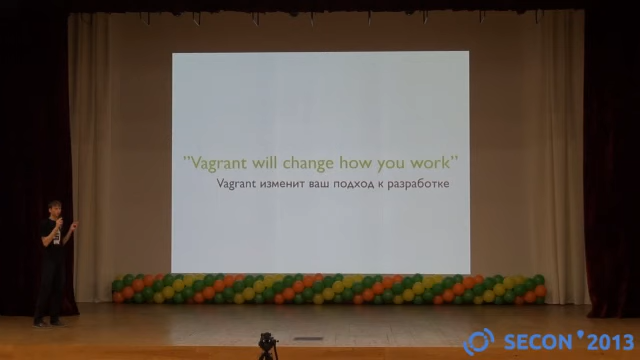 ”Vagrant will change how you work”
Vagrant изменит ваш подход к разработке
SECON'2013